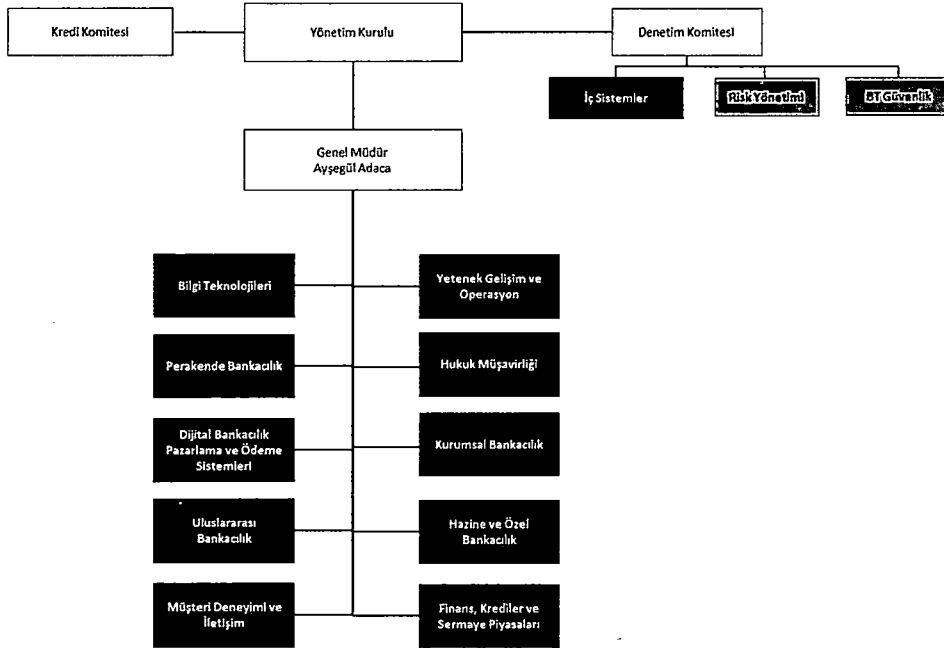 Kredi Komitesi
Yönetim Kurulu
Denetim Komitesi
İç Sistemler
Risk Yönetimi
BT Güvenlik
Genel Müdür
Ayşegül Adaca
Bilgi Teknolojileri
Yetenek Gelişim ve
Operasyon
Perakende Bankacılık
Hukuk Müşavirliği
Dijital Bankacılık
Pazarlama ve Ödeme
Sistemleri
Kurumsal Bankacılık
Uluslararası
Bankacılık
Hazine ve Özel
Bankacılık
Müşteri Deneyimi ve
İletişim
Finans, Krediler ve
Sermaye Piyasaları